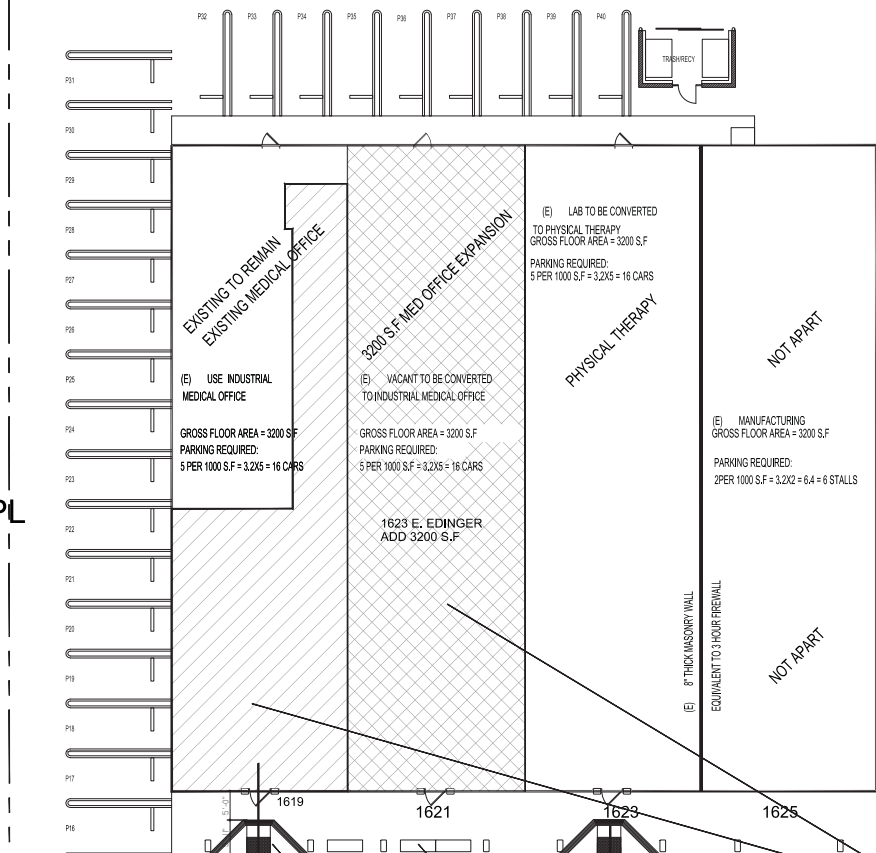 P32
P33
P34
P35
P36
P37
P38
P39
P40
TRASH/RECY
P31
P30
P29
P28
P27
P26
P25
P24
P23
P22
P21
P20
P19
P18
P17
P16
PL
EXISTING TO REMAIN
EXISTING MEDICAL OFFICE
(E) USE INDUSTRIAL
MEDICAL OFFICE
GROSS FLOOR AREA = 3200 S.F
PARKING REQUIRED:
5 PER 1000 S.F = 3.2X5 = 16 CARS
3200 S.F MED OFFICE EXPANSION
(E) VACANT TO BE CONVERTED
TO INDUSTRIAL MEDICAL OFFICE
GROSS FLOOR AREA = 3200 S.F
PARKING REQUIRED:
5 PER 1000 S.F = 3.2X5 = 16 CARS
1623 E. EDINGER
ADD 3200 S.F
(E) LAB TO BE CONVERTED
TO PHYSICAL THERAPY
GROSS FLOOR AREA = 3200 S.F
PARKING REQUIRED:
5 PER 1000 S.F = 3.2X5 = 16 CARS
PHYSICAL THERAPY
NOT APART
(E) MANUFACTURING
GROSS FLOOR AREA = 3200 S.F
PARKING REQUIRED:
2PER 1000 S.F = 3.2X2 = 6.4 = 6 STALLS
(E) 8" THICK MASONRY WALL
EQUIVALENT TO 3 HOUR FIREWALL
NOT APART
1619
1621
1623
1625
5'-0"